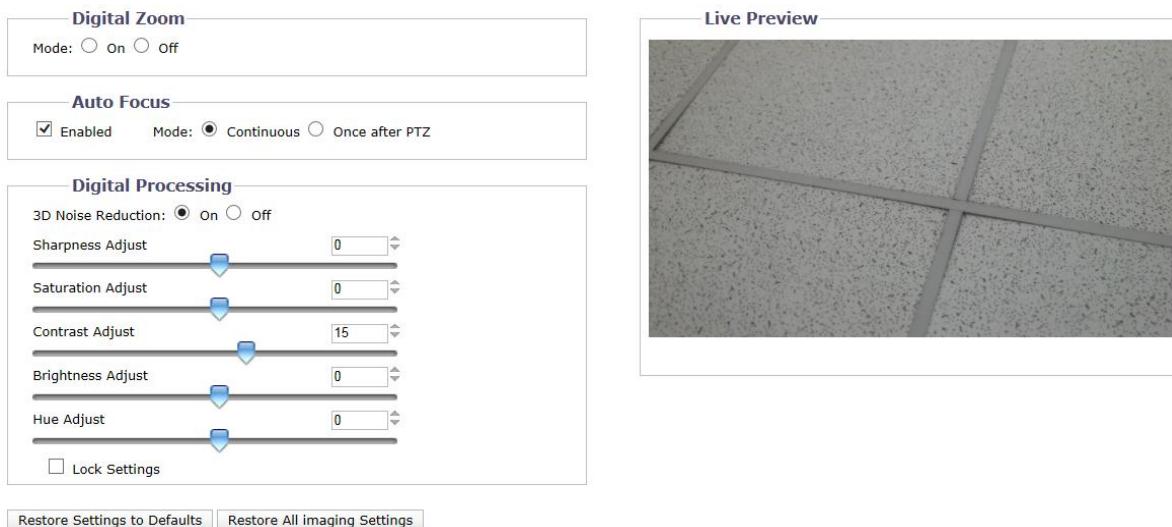 Digital Zoom
Mode: On Off
Auto Focus
Enabled Mode: Continuous Once after PTZ
Digital Processing
3D Noise Reduction: On Off
Sharpness Adjust 0
Saturation Adjust 0
Contrast Adjust 15
Brightness Adjust 0
Hue Adjust 0
Lock Settings
Restore Settings to Defaults Restore All imaging Settings
Live Preview